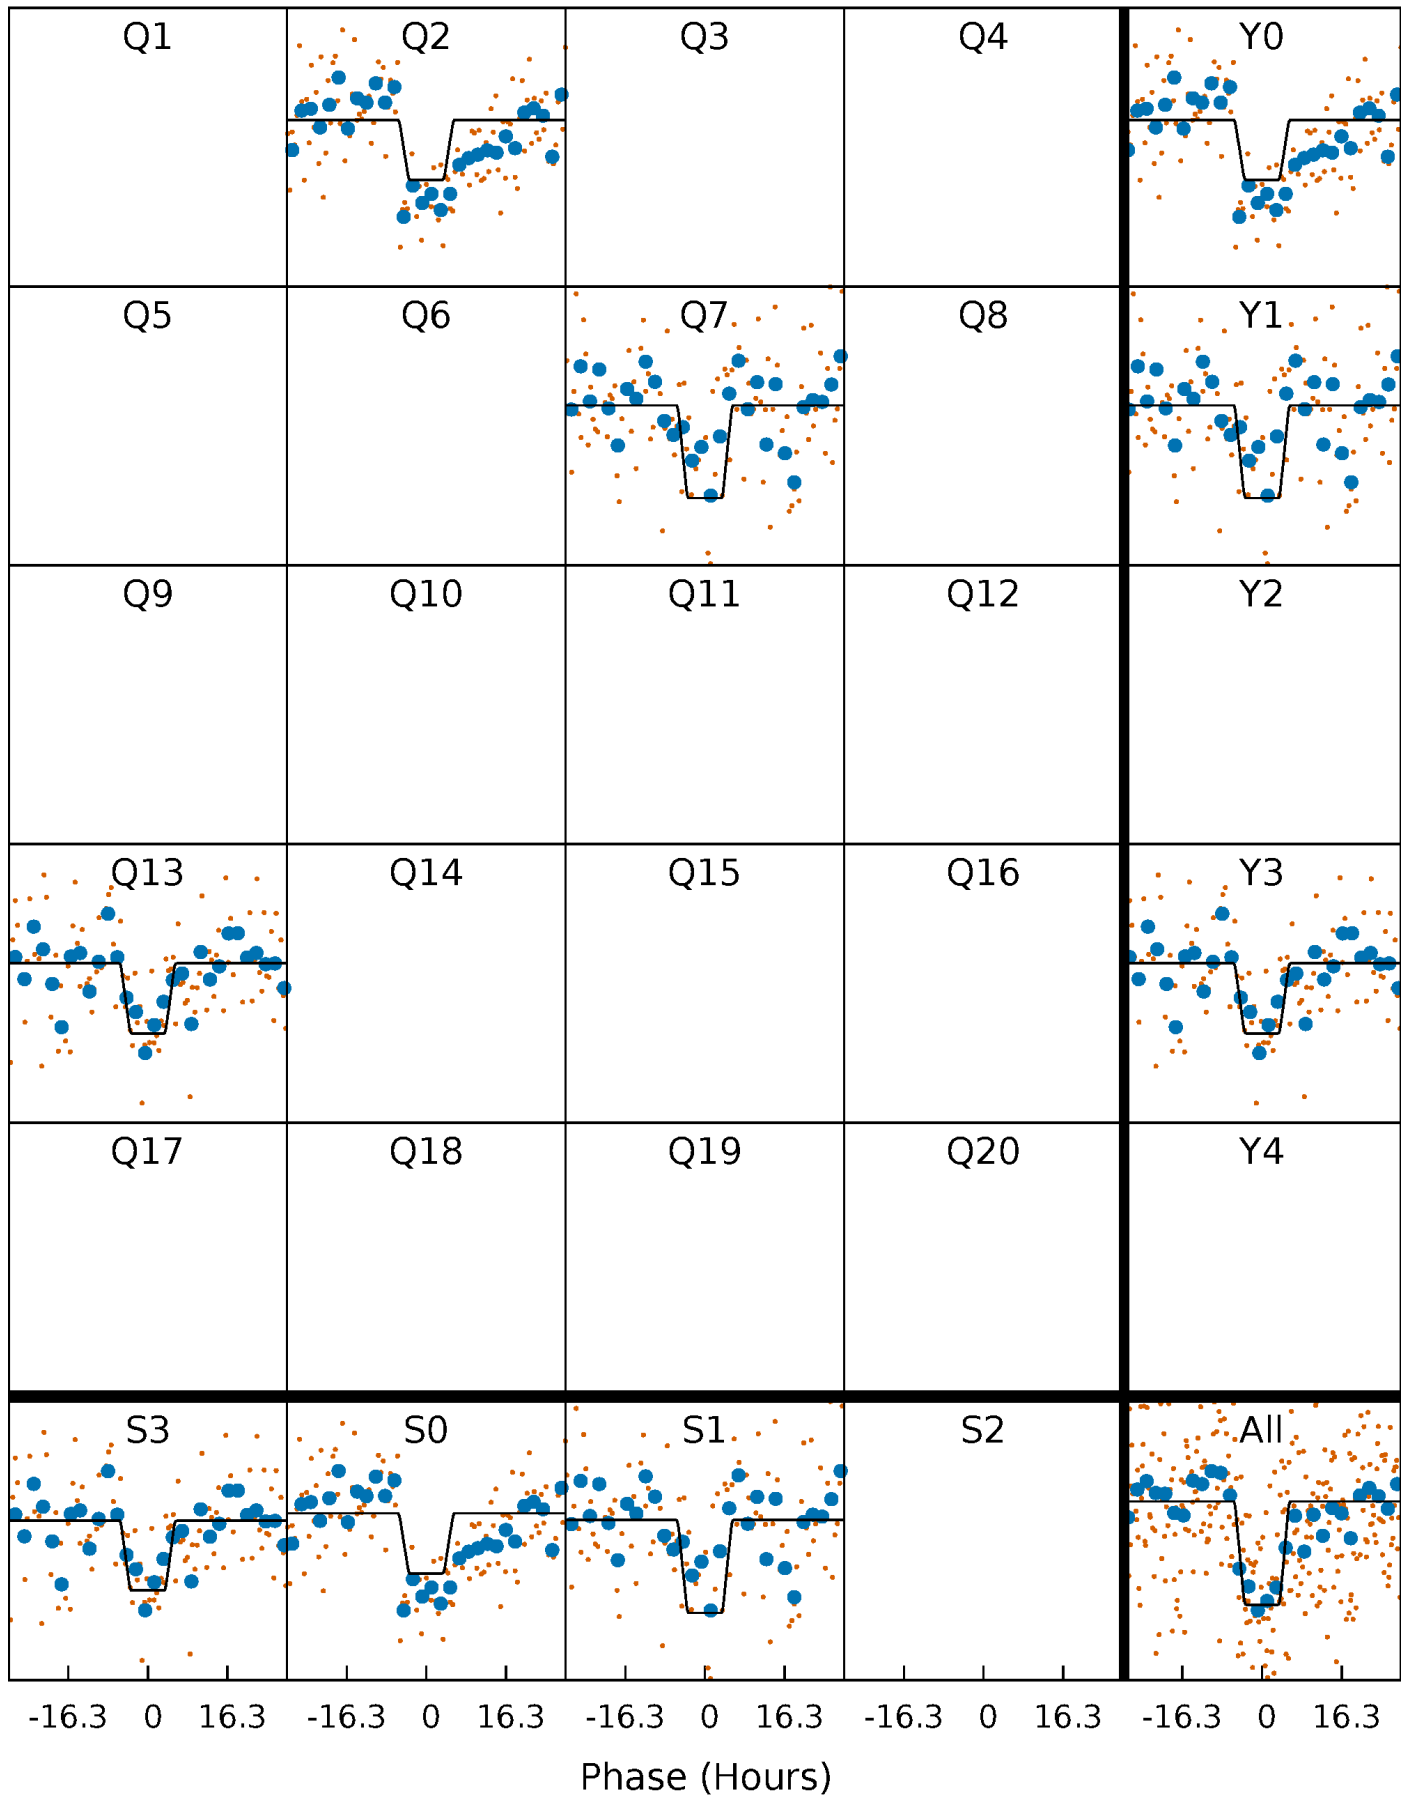 Q1 Q2 Q3 Q4 Y0
Q5 Q6 Q7 Q8 Y1
Q9 Q10 Q11 Q12 Y2
Q13 Q14 Q15 Q16 Y3
Q17 Q18 Q19 Q20 Y4
S3 S0 S1 S2 All
-16.3 0 16.3 -16.3 0 16.3 -16.3 0 16.3 -16.3 0 16.3 -16.3 0 16.3
Phase (Hours)